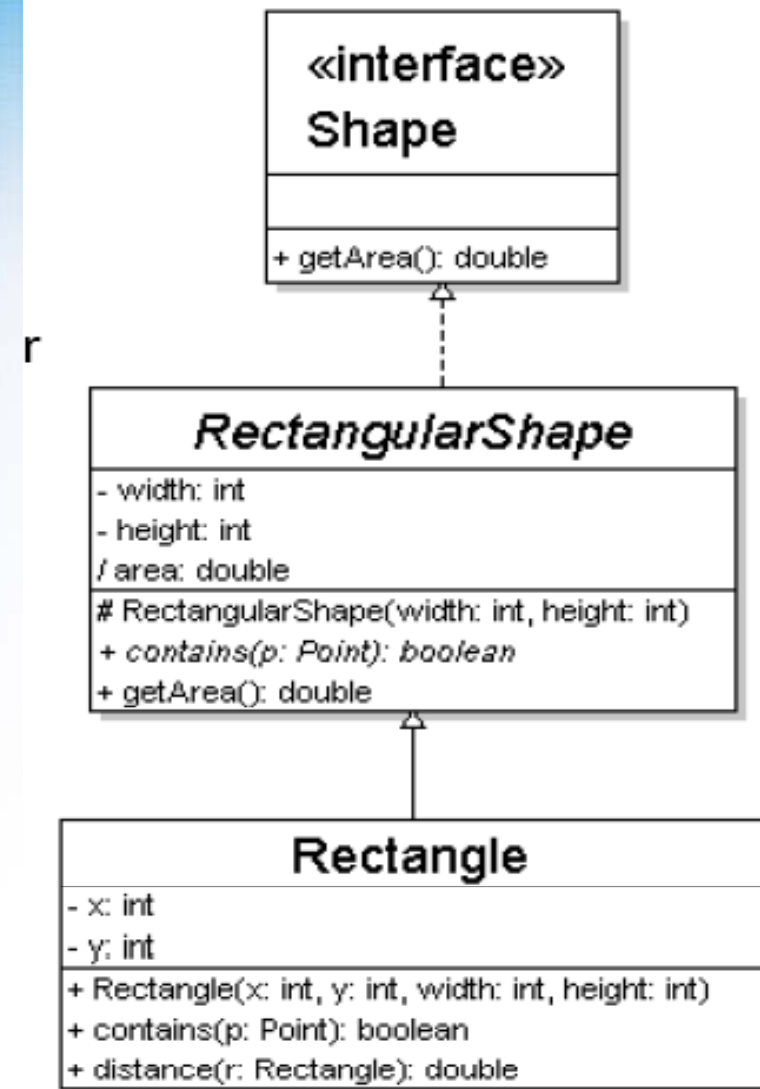 «interface»
Shape
+ getArea(): double
r
RectangularShape
- width: int
- height: int
/ area: double
# RectangularShape(width: int, height: int)
+ contains(p: Point): boolean
+ getArea(): double
Rectangle
- x: int
- y: int
+ Rectangle(x: int, y: int, width: int, height: int)
+ contains(p: Point): boolean
+ distance(r: Rectangle): double